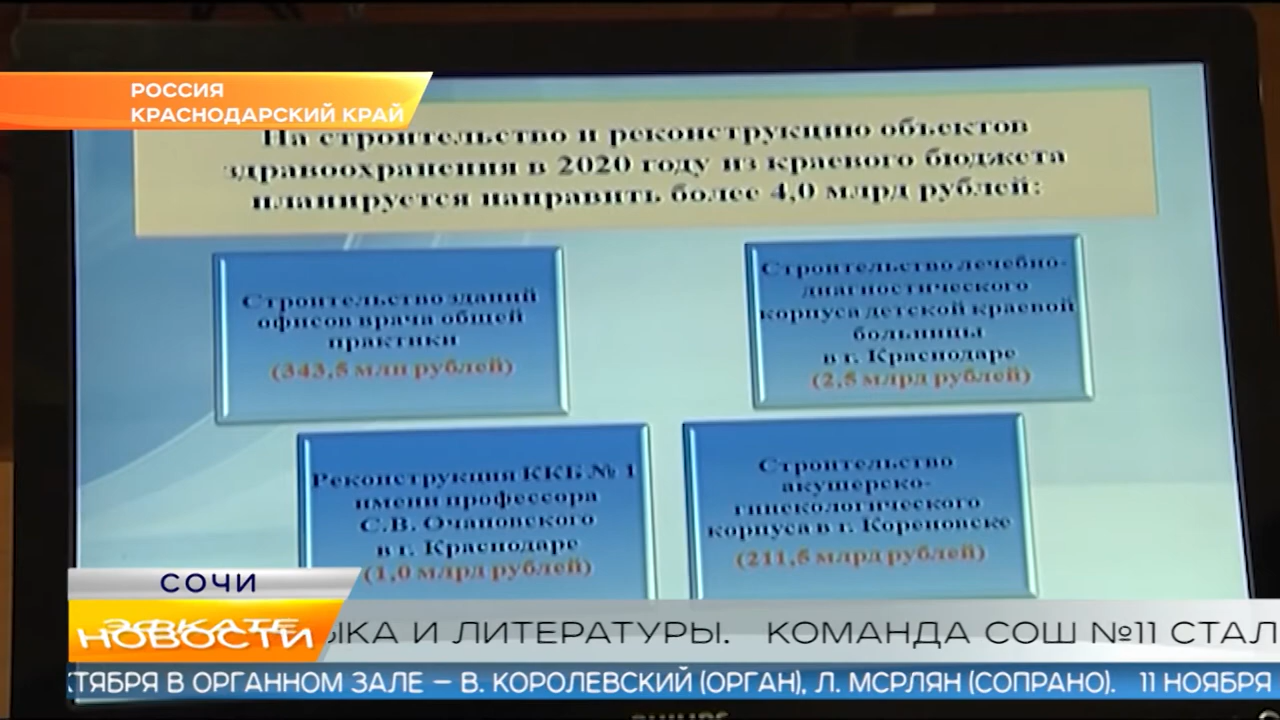 РОССИЯ
КРАСНОДАРСКИЙ КРАЙ
На строительство и реконструкцию объектов
здравоохранения в 2020 году из краевого бюджета
планируется направить более 4,0 млрд рублей:
Строительство зданий
офисов врача общей
практики
(343,5 млн рублей)
Строительство лечебно-
диагностического
корпуса детской краевой
больницы
в г. Краснодаре
(2,5 млрд рублей)
Реконструкция ККБ № 1
имени профессора
С.В. Очаповского
в г. Краснодаре
(1,0 млрд рублей)
Строительство
акушерско-
гинекологического
корпуса в г. Кореновске
(211,5 млрд рублей)
СОЧИ
НОВОСТИ
ЫКА И ЛИТЕРАТУРЫ. КОМАНДА СОШ №11 СТАЛ
КТЯБРЯ В ОРГАННОМ ЗАЛЕ – В. КОРОЛЕВСКИЙ (ОРГАН), Л. МСРЛЯН (СОПРАНО). 11 НОЯБРЯ